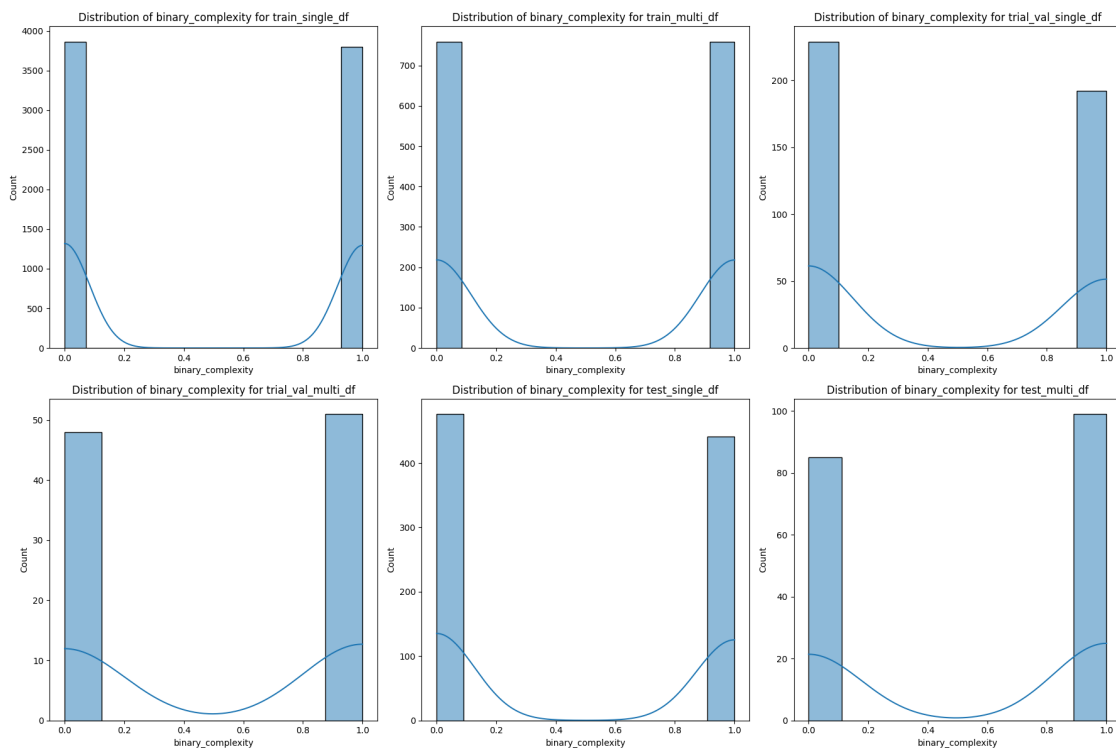 Distribution of binary_complexity for train_single_df
4000
3500
3000
2500
2000
1500
1000
500
0
Count
0.0 0.2 0.4 0.6 0.8 1.0
binary_complexity
Distribution of binary_complexity for train_multi_df
700
600
500
400
300
200
100
0
Count
0.0 0.2 0.4 0.6 0.8 1.0
binary_complexity
Distribution of binary_complexity for trial_val_single_df
200
150
100
50
0
Count
0.0 0.2 0.4 0.6 0.8 1.0
binary_complexity
Distribution of binary_complexity for trial_val_multi_df
50
40
30
20
10
0
Count
0.0 0.2 0.4 0.6 0.8 1.0
binary_complexity
Distribution of binary_complexity for test_single_df
400
300
200
100
0
Count
0.0 0.2 0.4 0.6 0.8 1.0
binary_complexity
Distribution of binary_complexity for test_multi_df
100
80
60
40
20
0
Count
0.0 0.2 0.4 0.6 0.8 1.0
binary_complexity